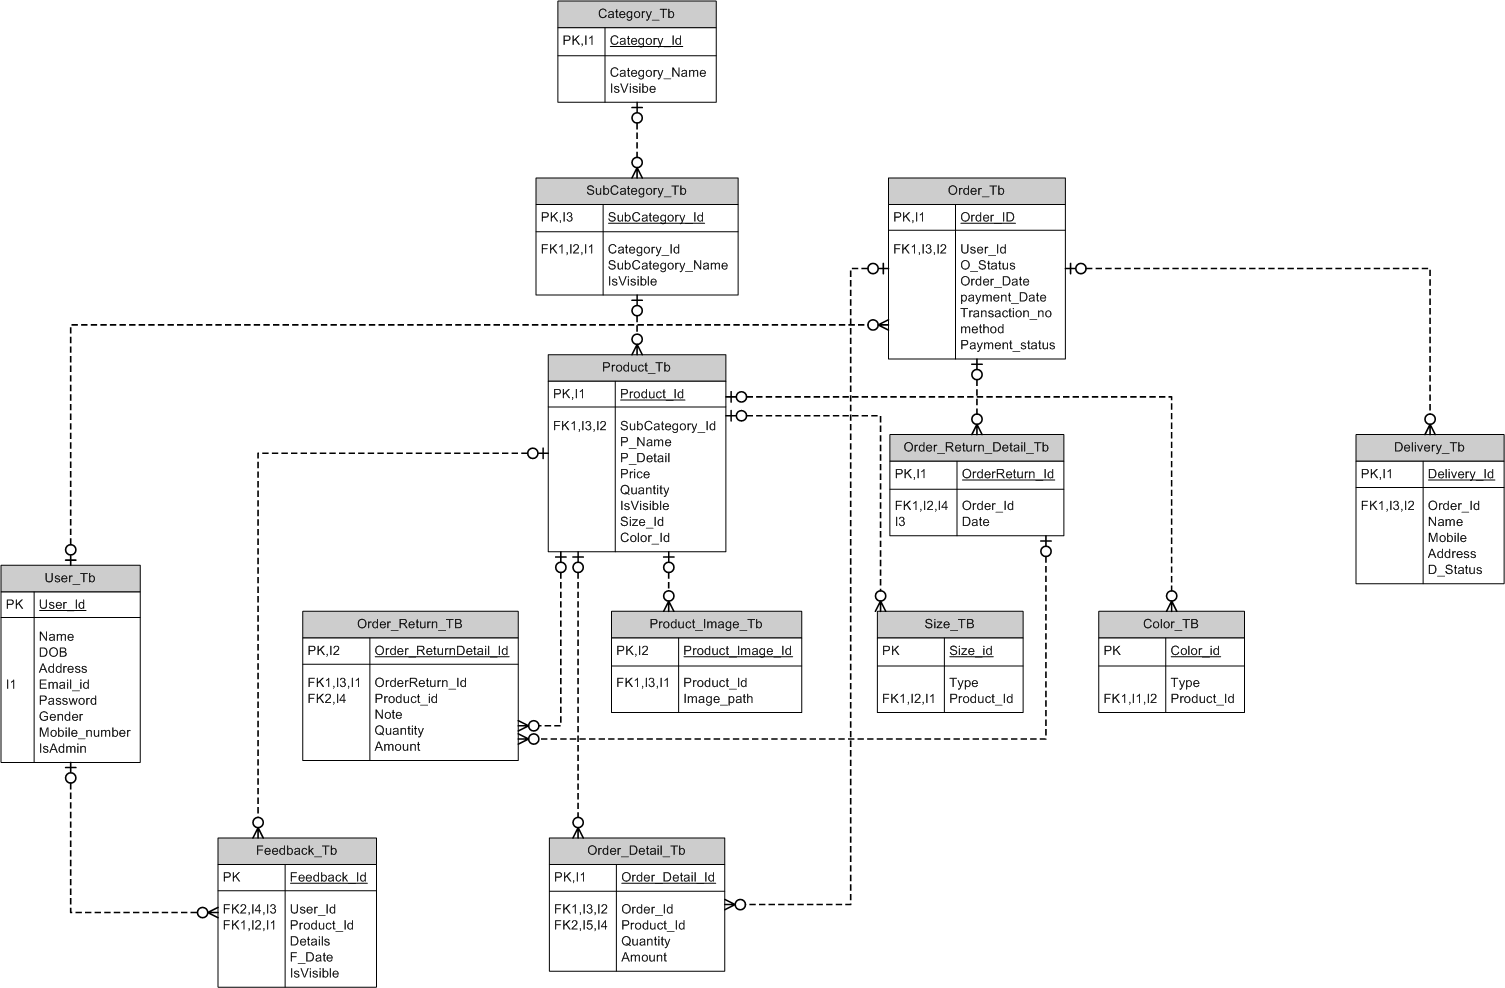 Category_Tb
PK,I1 Category_Id
Category_Name
IsVisibe
SubCategory_Tb
PK,I3 SubCategory_Id
FK1,I2,I1 Category_Id
SubCategory_Name
IsVisible
Order_Tb
PK,I1 Order_ID
FK1,I3,I2 User_Id
O_Status
Order_Date
payment_Date
Transaction_no
method
Payment_status
Product_Tb
PK,I1 Product_Id
FK1,I3,I2 SubCategory_Id
P_Name
P_Detail
Price
Quantity
IsVisible
Size_Id
Color_Id
Order_Return_Detail_Tb
PK,I1 OrderReturn_Id
FK1,I2,I4 Order_Id
I3 Date
Delivery_Tb
PK,I1 Delivery_Id
FK1,I3,I2 Order_Id
Name
Mobile
Address
D_Status
User_Tb
PK User_Id
Name
DOB
Address
I1 Email_id
Password
Gender
Mobile_number
IsAdmin
Order_Return_TB
PK,I2 Order_ReturnDetail_Id
FK1,I3,I1 OrderReturn_Id
FK2,I4 Product_id
Note
Quantity
Amount
Product_Image_Tb
PK,I2 Product_Image_Id
FK1,I3,I1 Product_Id
Image_path
Size_TB
PK Size_id
Type
FK1,I2,I1 Product_Id
Color_TB
PK Color_id
Type
FK1,I1,I2 Product_Id
Feedback_Tb
PK Feedback_Id
FK2,I4,I3 User_Id
FK1,I2,I1 Product_Id
Details
F_Date
IsVisible
Order_Detail_Tb
PK,I1 Order_Detail_Id
FK1,I3,I2 Order_Id
FK2,I5,I4 Product_Id
Quantity
Amount